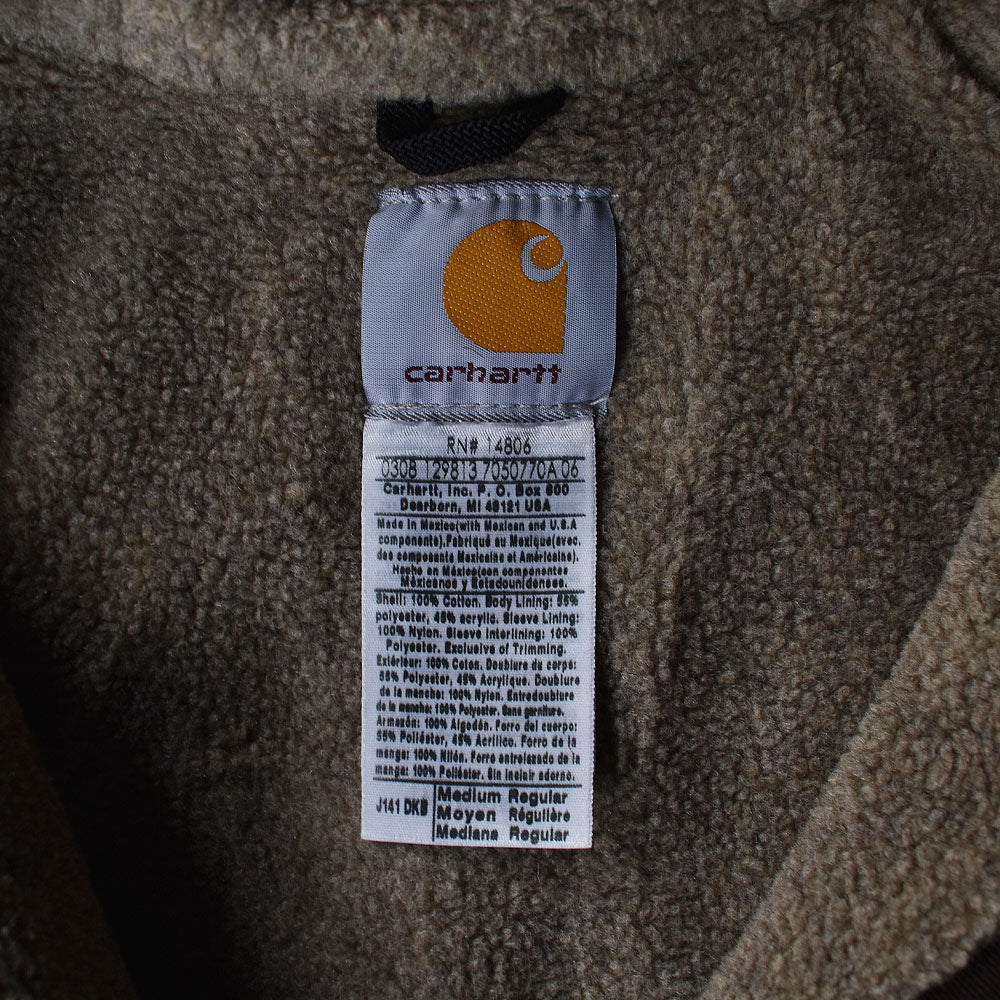 carhartt
RN# 14806
0308 129813 7050770A 06
Carhartt, Inc. P. O. Box 600
Dearborn, MI 48121 USA
Made in Mexico(with Mexican and U.S.A
components).Fabriqué au Mexique(avec.
des composants Mexicains et Américains).
Hecho en México(con componentes
Méxicanos y Estadounidenses.
Shell: 100% Cotton. Body Lining: 55%
polyester, 45% acrylic. Sleeve Lining:
100% Nylon. Sleeve Interlining: 100%
Polyester. Exclusive of Trimming.
Extérieur: 100% Coton. Doublure du corps:
55% Polyester, 45% Acrylique. Doublure
de la manche: 100% Nylon. Entredoublure
de la manche: 100% Polyester. Sans garniture.
Armazón: 100% Algodón. Forro del cuerpo:
55% Poliéster, 45% Acrílico. Forro de la
manga: 100% Nilón. Forro entrelazado de la
manga: 100% Poliéster. Sin incluir adorno.
J141 DKB
Medium Regular
Moyen Régulière
Mediana Regular